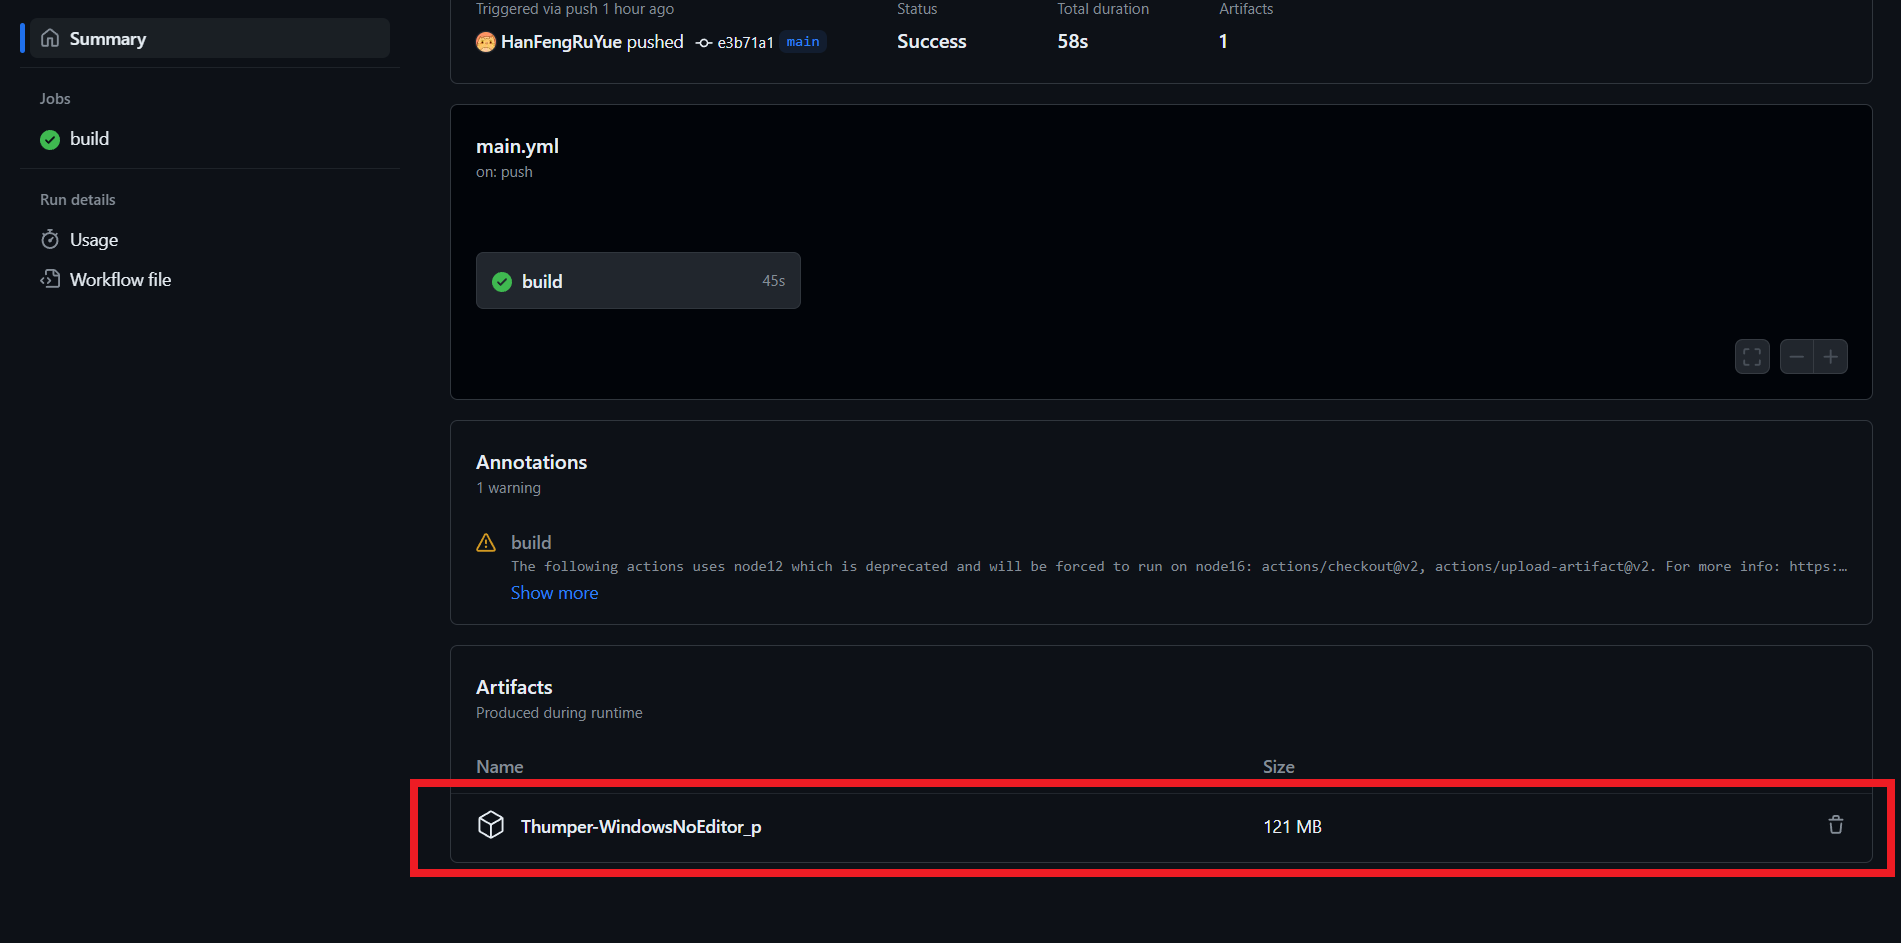 Summary
Jobs
build
Run details
Usage
Workflow file
Triggered via push 1 hour ago
HanFengRuYue pushed e3b71a1 main
Status
Success
Total duration
58s
Artifacts
1
main.yml
on: push
build 45s
Annotations
1 warning
build
The following actions uses node12 which is deprecated and will be forced to run on node16: actions/checkout@v2, actions/upload-artifact@v2. For more info: https:…
Show more
Artifacts
Produced during runtime
Name Size
Thumper-WindowsNoEditor_p 121 MB